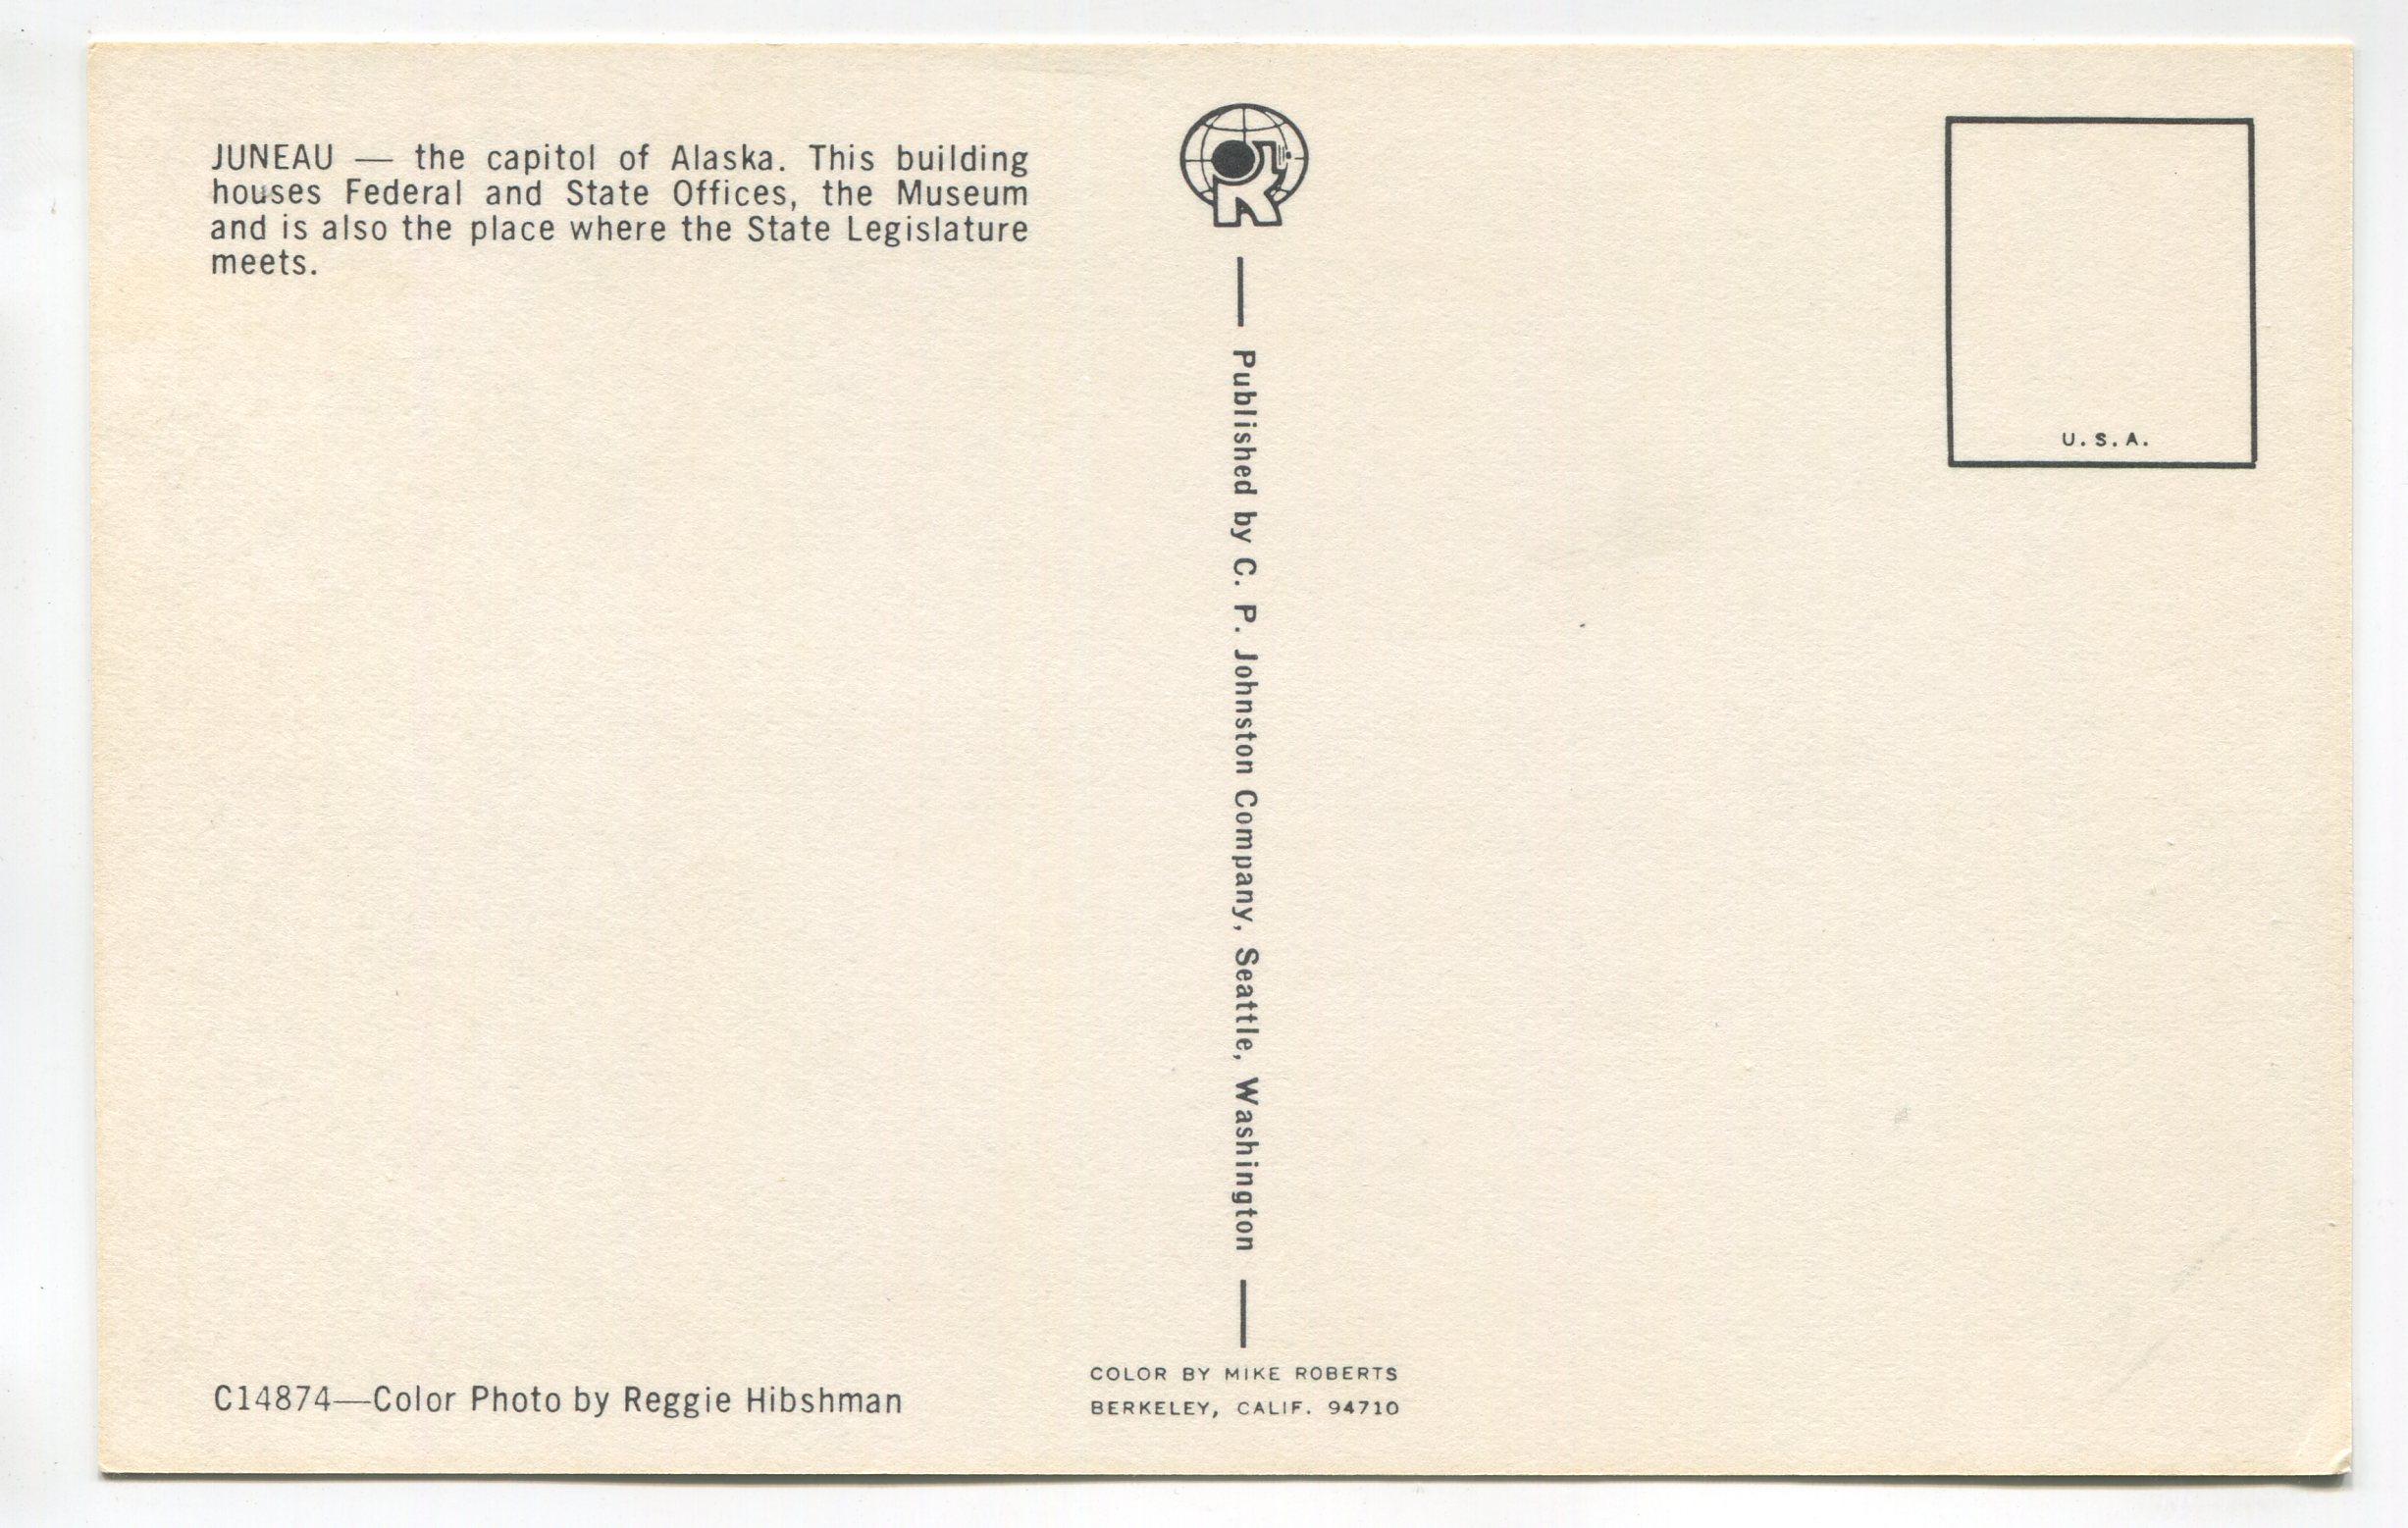 JUNEAU — the capitol of Alaska. This building
houses Federal and State Offices, the Museum
and is also the place where the State Legislature
meets.
C14874—Color Photo by Reggie Hibshman
R
Published by C. P. Johnston Company, Seattle, Washington
COLOR BY MIKE ROBERTS
BERKELEY, CALIF. 94710
U.S.A.